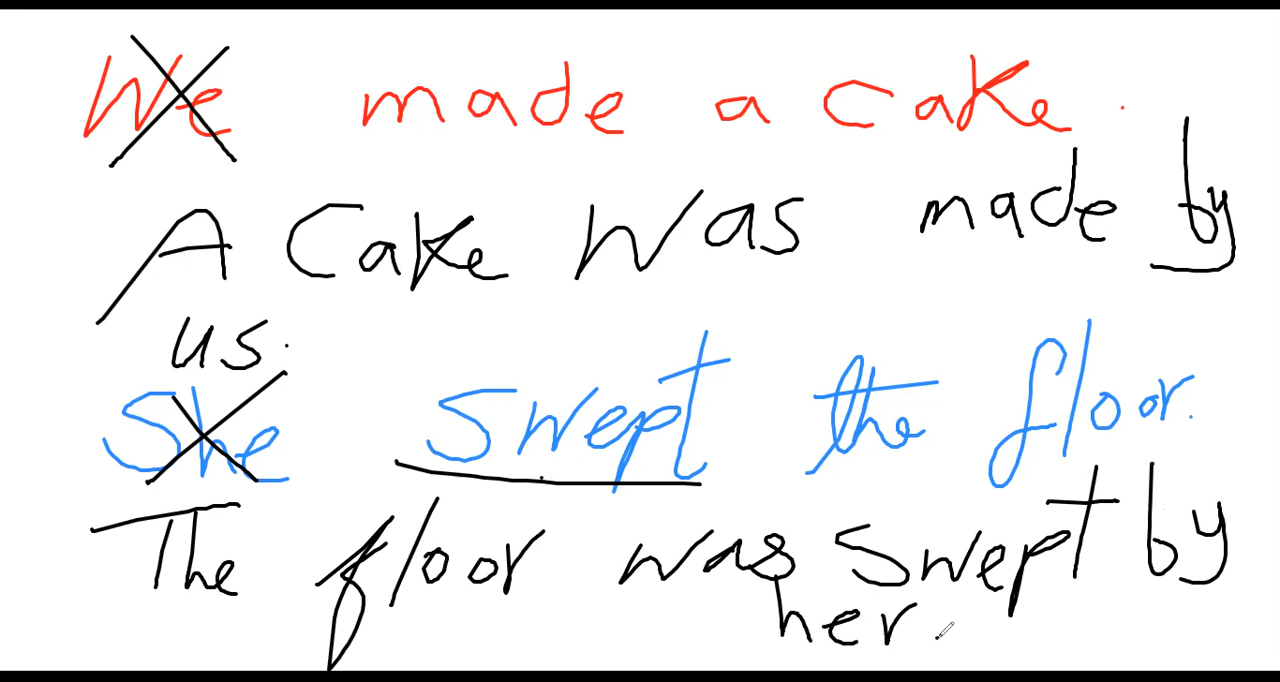 We made a cake.
A Cake was made by
us.
She swept the floor.
The floor was swept by
her.